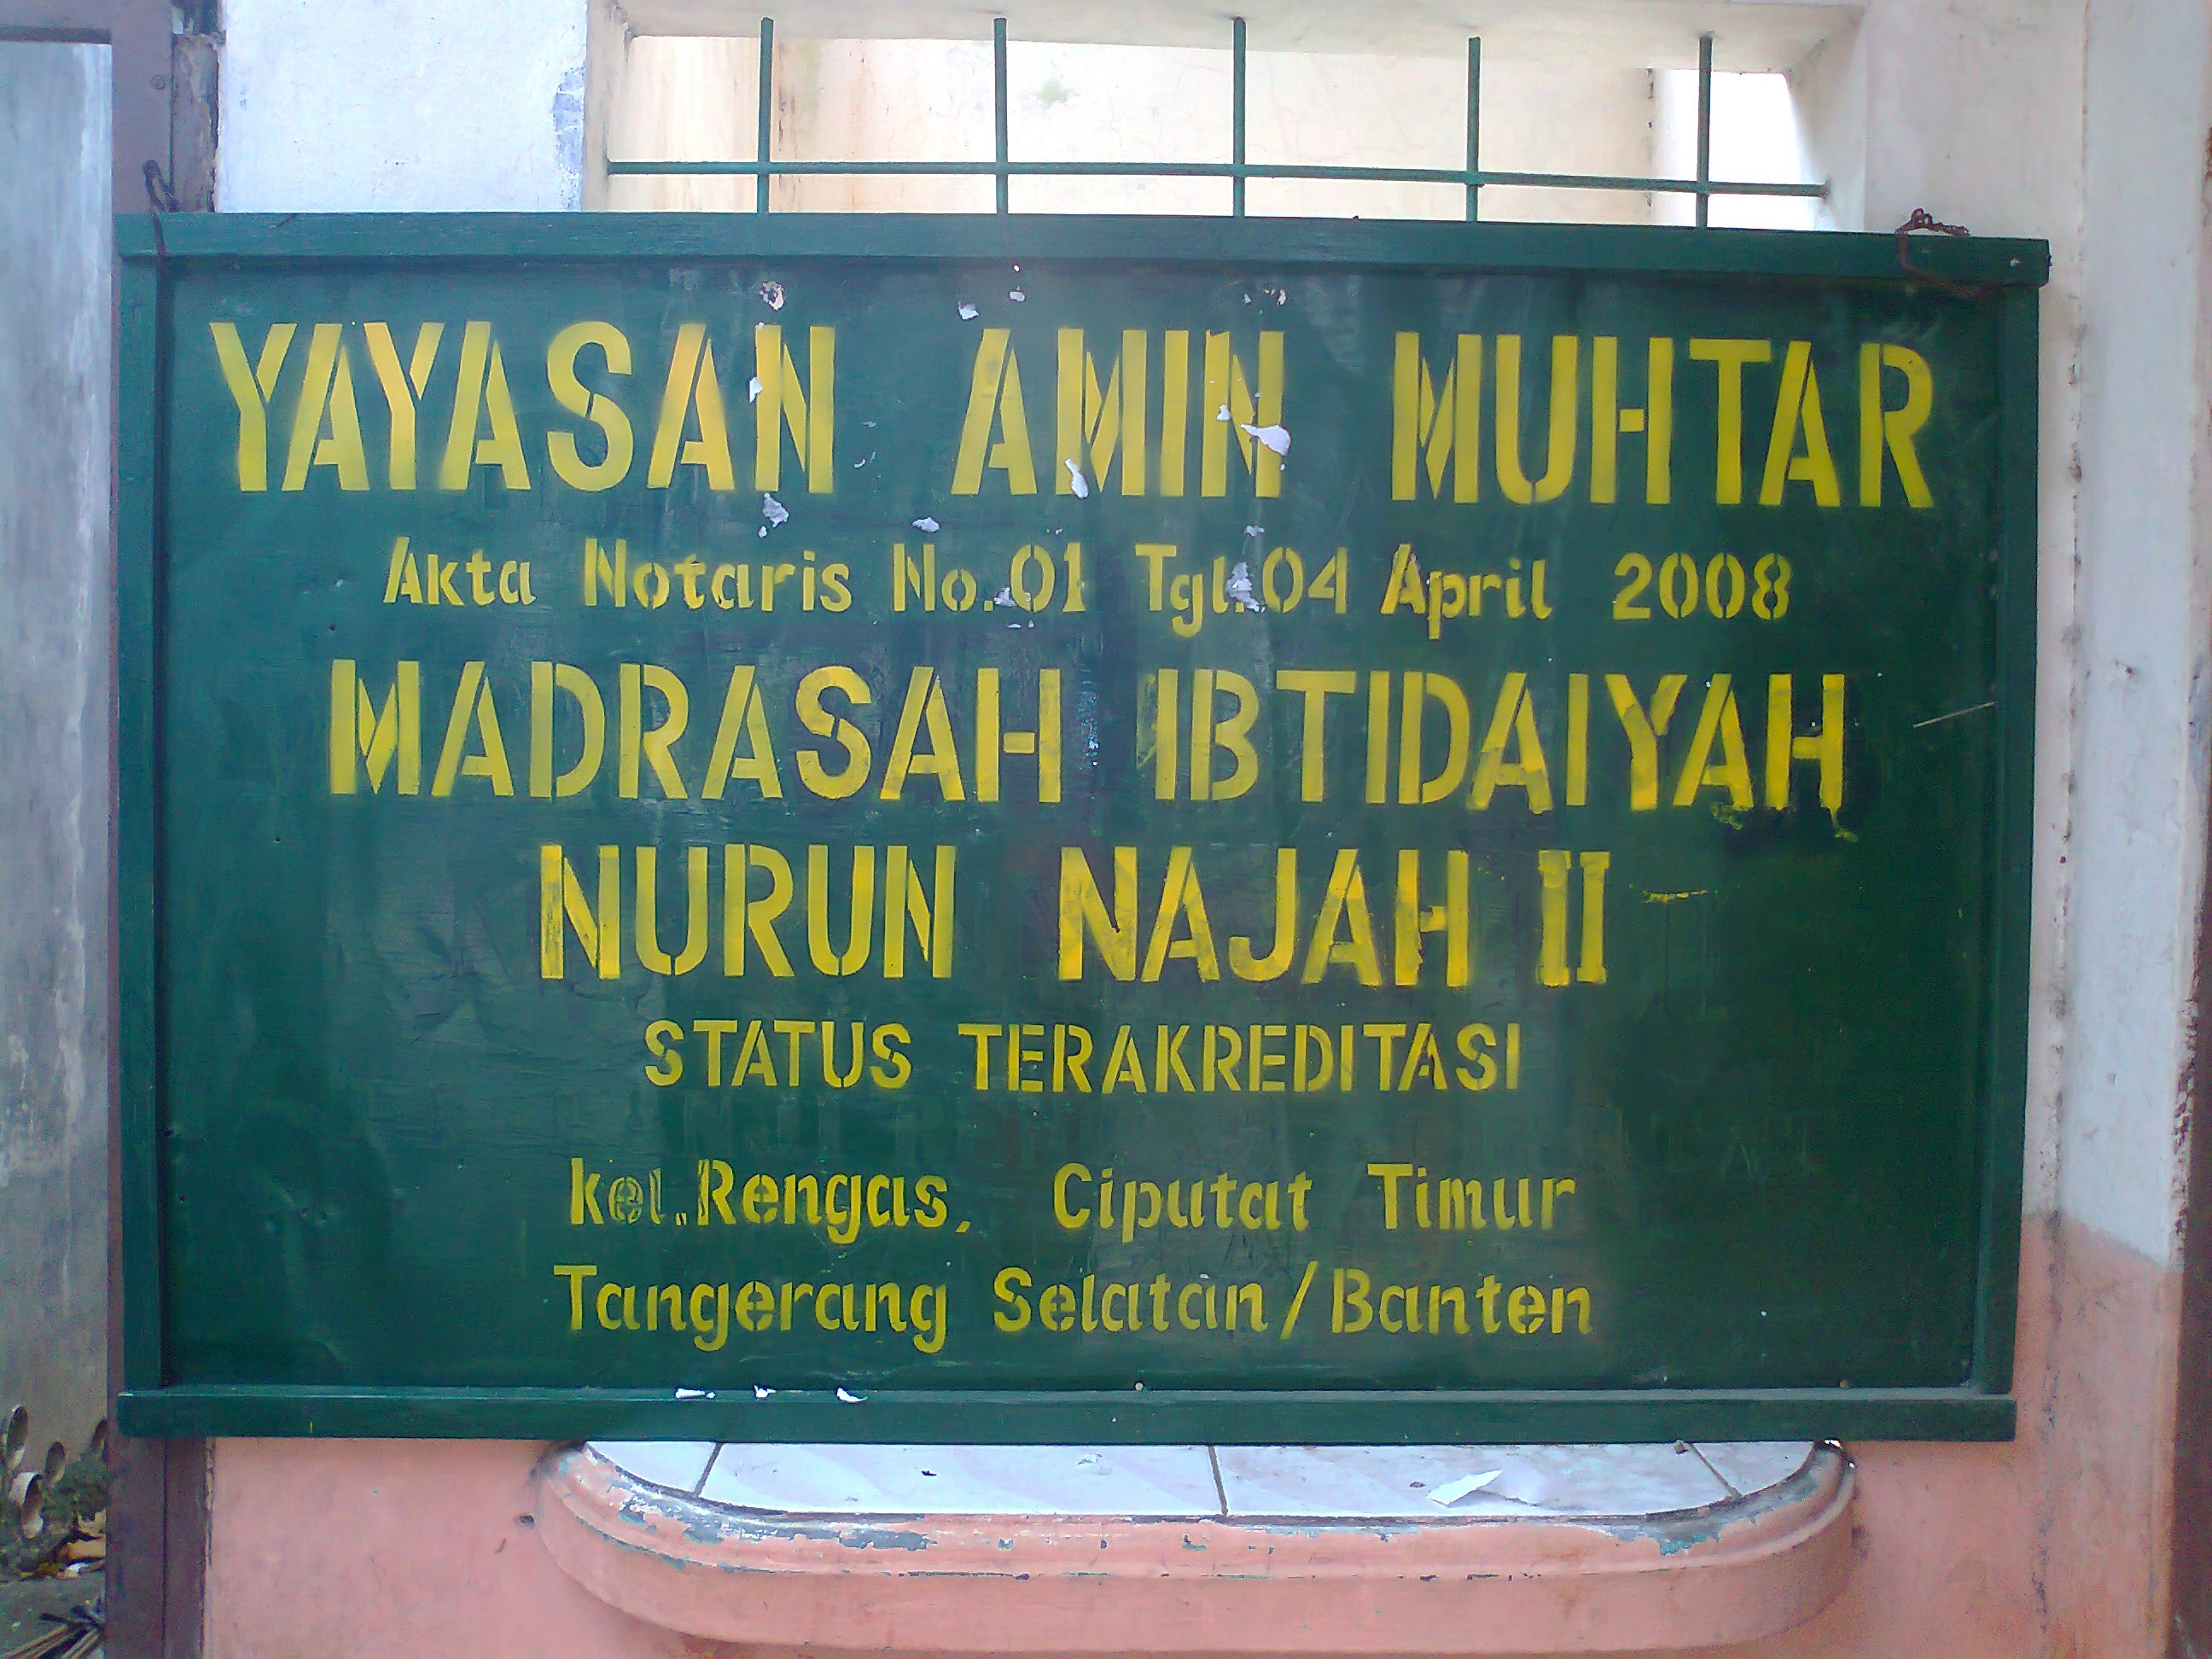 YAYASAN AMIN MUHTAR
Akta Notaris No.01 Tgl.04 April 2008
MADRASAH IBTIDAIYAH
NURUN NAJAH II
STATUS TERAKREDITASI
kel.Rengas, Ciputat Timur
Tangerang Selatan/Banten